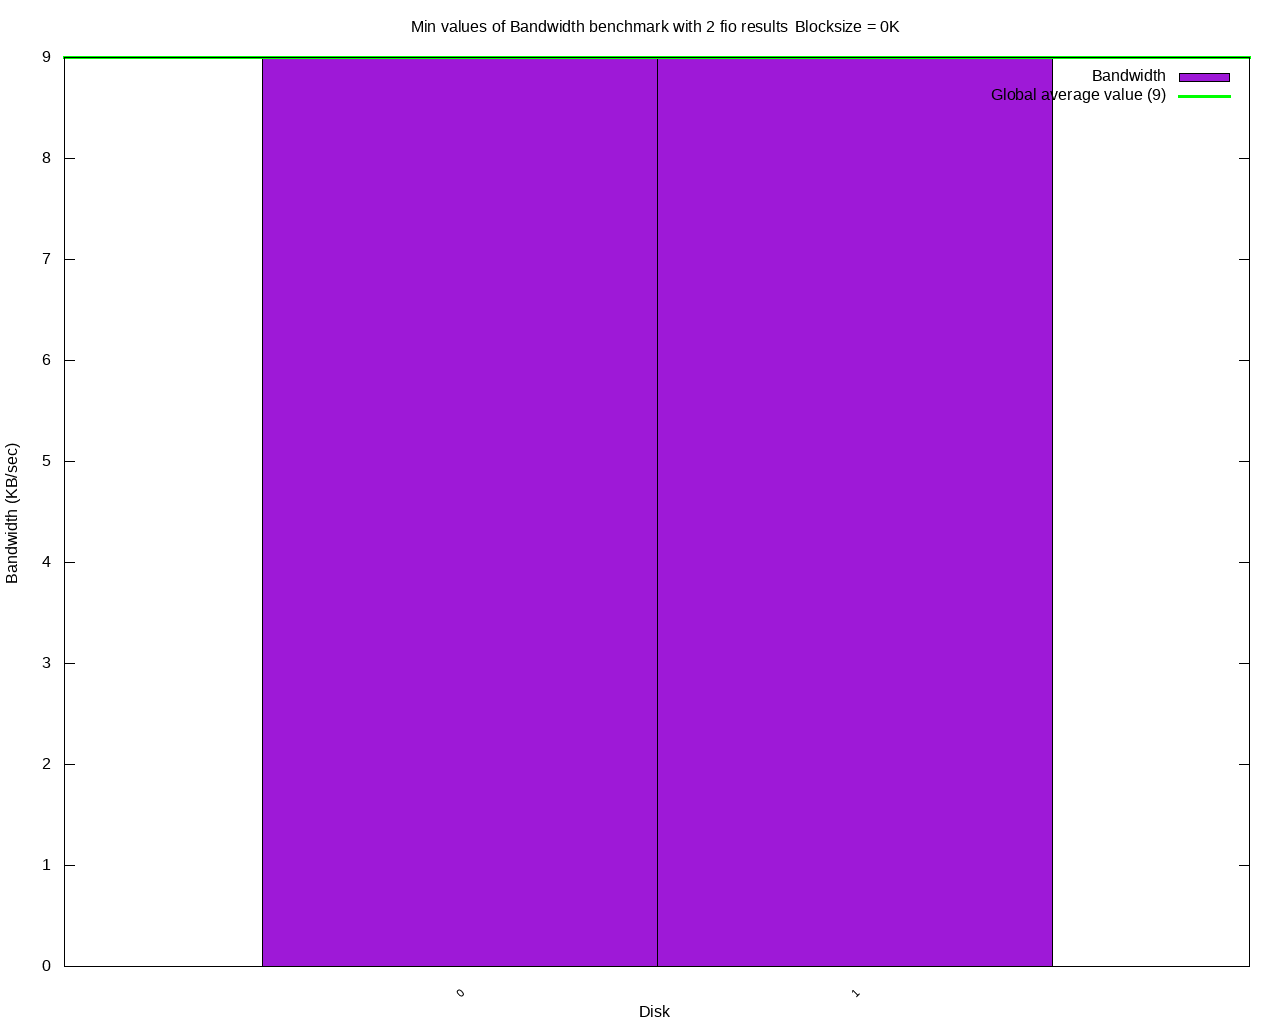 Min values of Bandwidth benchmark with 2 fio results Blocksize = 0K
Bandwidth
Global average value (9)
9
8
7
6
5
4
3
2
1
0
Bandwidth (KB/sec)
0
1
Disk